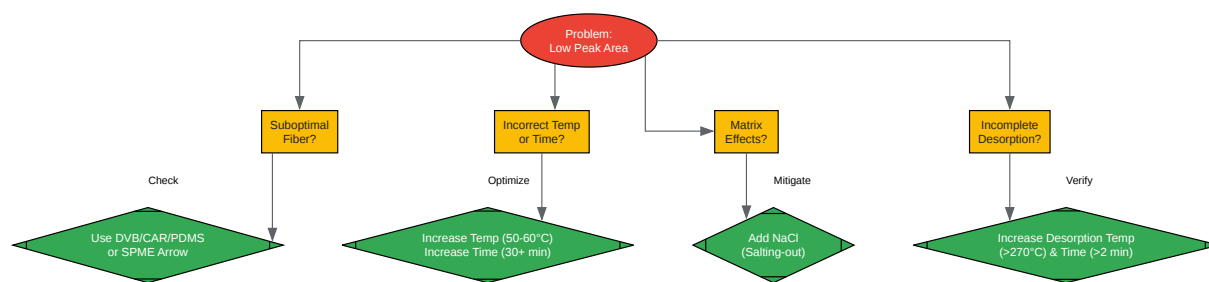 Problem:
Low Peak Area
Suboptimal
Fiber?
Incorrect Temp
or Time?
Matrix
Effects?
Incomplete
Desorption?
Check
Optimize
Mitigate
Verify
Use DVB/CAR/PDMS
or SPME Arrow
Increase Temp (50-60°C)
Increase Time (30+ min)
Add NaCl
(Salting-out)
Increase Desorption Temp
(>270°C) & Time (>2 min)